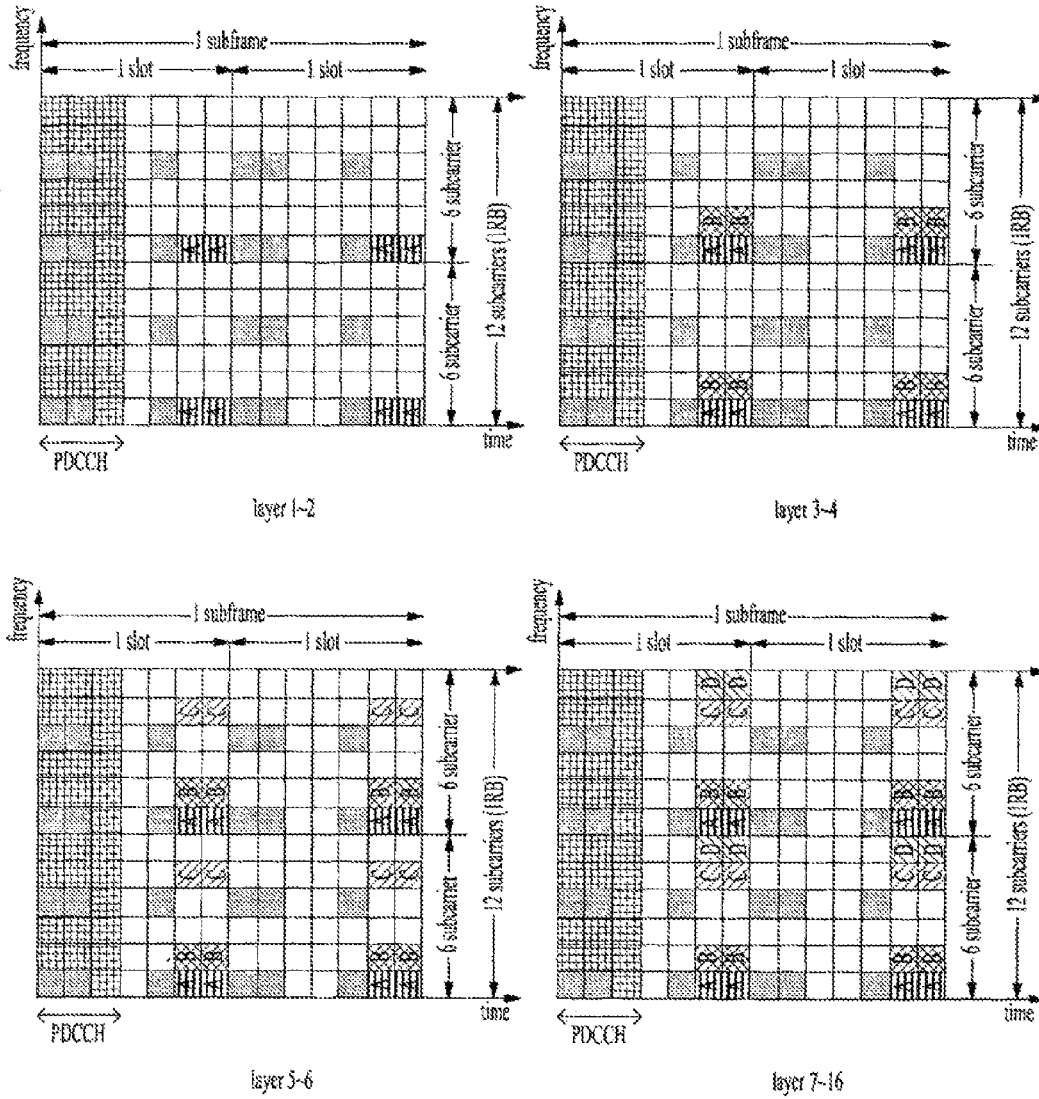 frequency
1 subframe
1 slot
1 slot
6 subcarrier
6 subcarrier
12 subcarriers (1RB)
A A A A
A A A A
time
PDCCH
layer 1~2
frequency
1 subframe
1 slot
1 slot
6 subcarrier
6 subcarrier
12 subcarriers (1RB)
B B B B
A A A A
B B B B
A A A A
time
PDCCH
layer 3~4
frequency
1 subframe
1 slot
1 slot
6 subcarrier
6 subcarrier
12 subcarriers (1RB)
C C C C
B B B B
A A A A
C C C C
B B B B
A A A A
time
PDCCH
layer 5~6
frequency
1 subframe
1 slot
1 slot
6 subcarrier
6 subcarrier
12 subcarriers (1RB)
D D D D
C C C C
B B B B
A A A A
D D D D
C C C C
B B B B
A A A A
time
PDCCH
layer 7~16